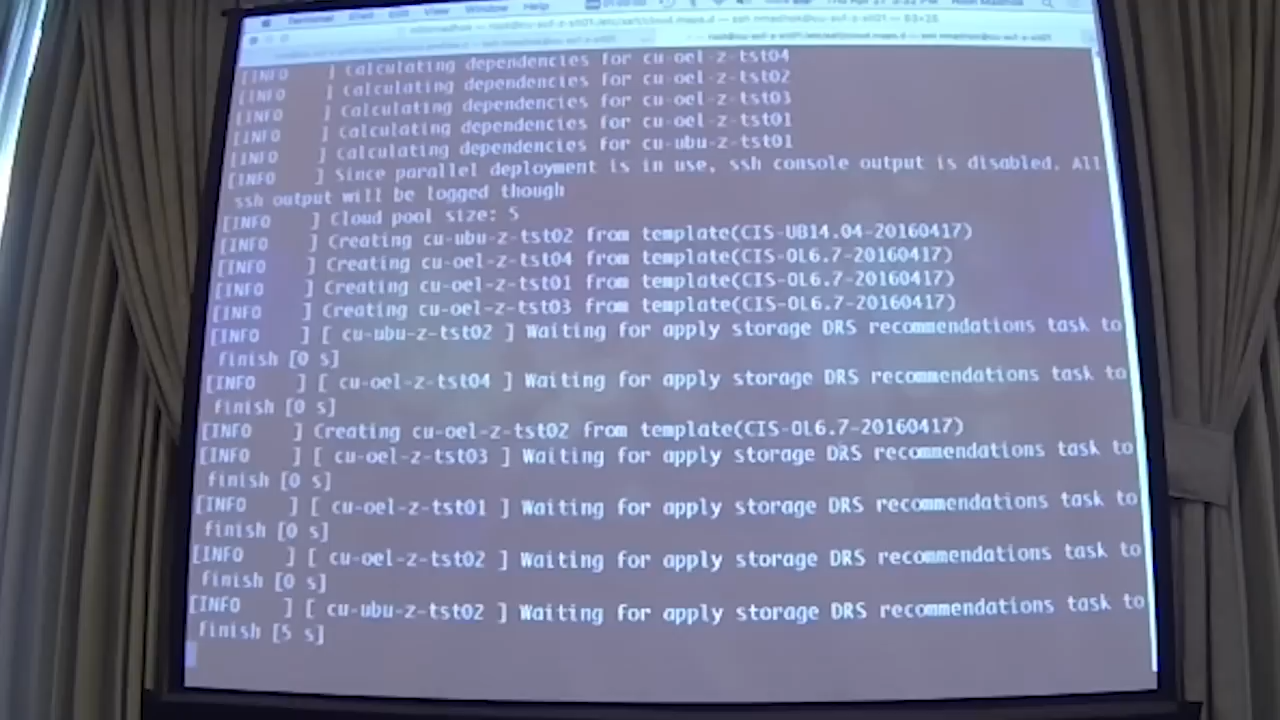 Terminal Shell Edit View Window Help
[INFO ] Calculating dependencies for cu-oel-z-tst04
[INFO ] Calculating dependencies for cu-oel-z-tst02
[INFO ] Calculating dependencies for cu-oel-z-tst03
[INFO ] Calculating dependencies for cu-oel-z-tst01
[INFO ] Calculating dependencies for cu-ubu-z-tst01
[INFO ] Since parallel deployment is in use, ssh console output is disabled. All
ssh output will be logged though
[INFO ] Cloud pool size: 5
[INFO ] Creating cu-ubu-z-tst02 from template(CIS-UB14.04-20160417)
[INFO ] Creating cu-oel-z-tst04 from template(CIS-OL6.7-20160417)
[INFO ] Creating cu-oel-z-tst01 from template(CIS-OL6.7-20160417)
[INFO ] Creating cu-oel-z-tst03 from template(CIS-OL6.7-20160417)
[INFO ] [ cu-ubu-z-tst02 ] Waiting for apply storage DRS recommendations task to
finish [0 s]
[INFO ] [ cu-oel-z-tst04 ] Waiting for apply storage DRS recommendations task to
finish [0 s]
[INFO ] Creating cu-oel-z-tst02 from template(CIS-OL6.7-20160417)
[INFO ] [ cu-oel-z-tst03 ] Waiting for apply storage DRS recommendations task to
finish [0 s]
[INFO ] [ cu-oel-z-tst01 ] Waiting for apply storage DRS recommendations task to
finish [0 s]
[INFO ] [ cu-oel-z-tst02 ] Waiting for apply storage DRS recommendations task to
finish [0 s]
[INFO ] [ cu-ubu-z-tst02 ] Waiting for apply storage DRS recommendations task to
finish [5 s]